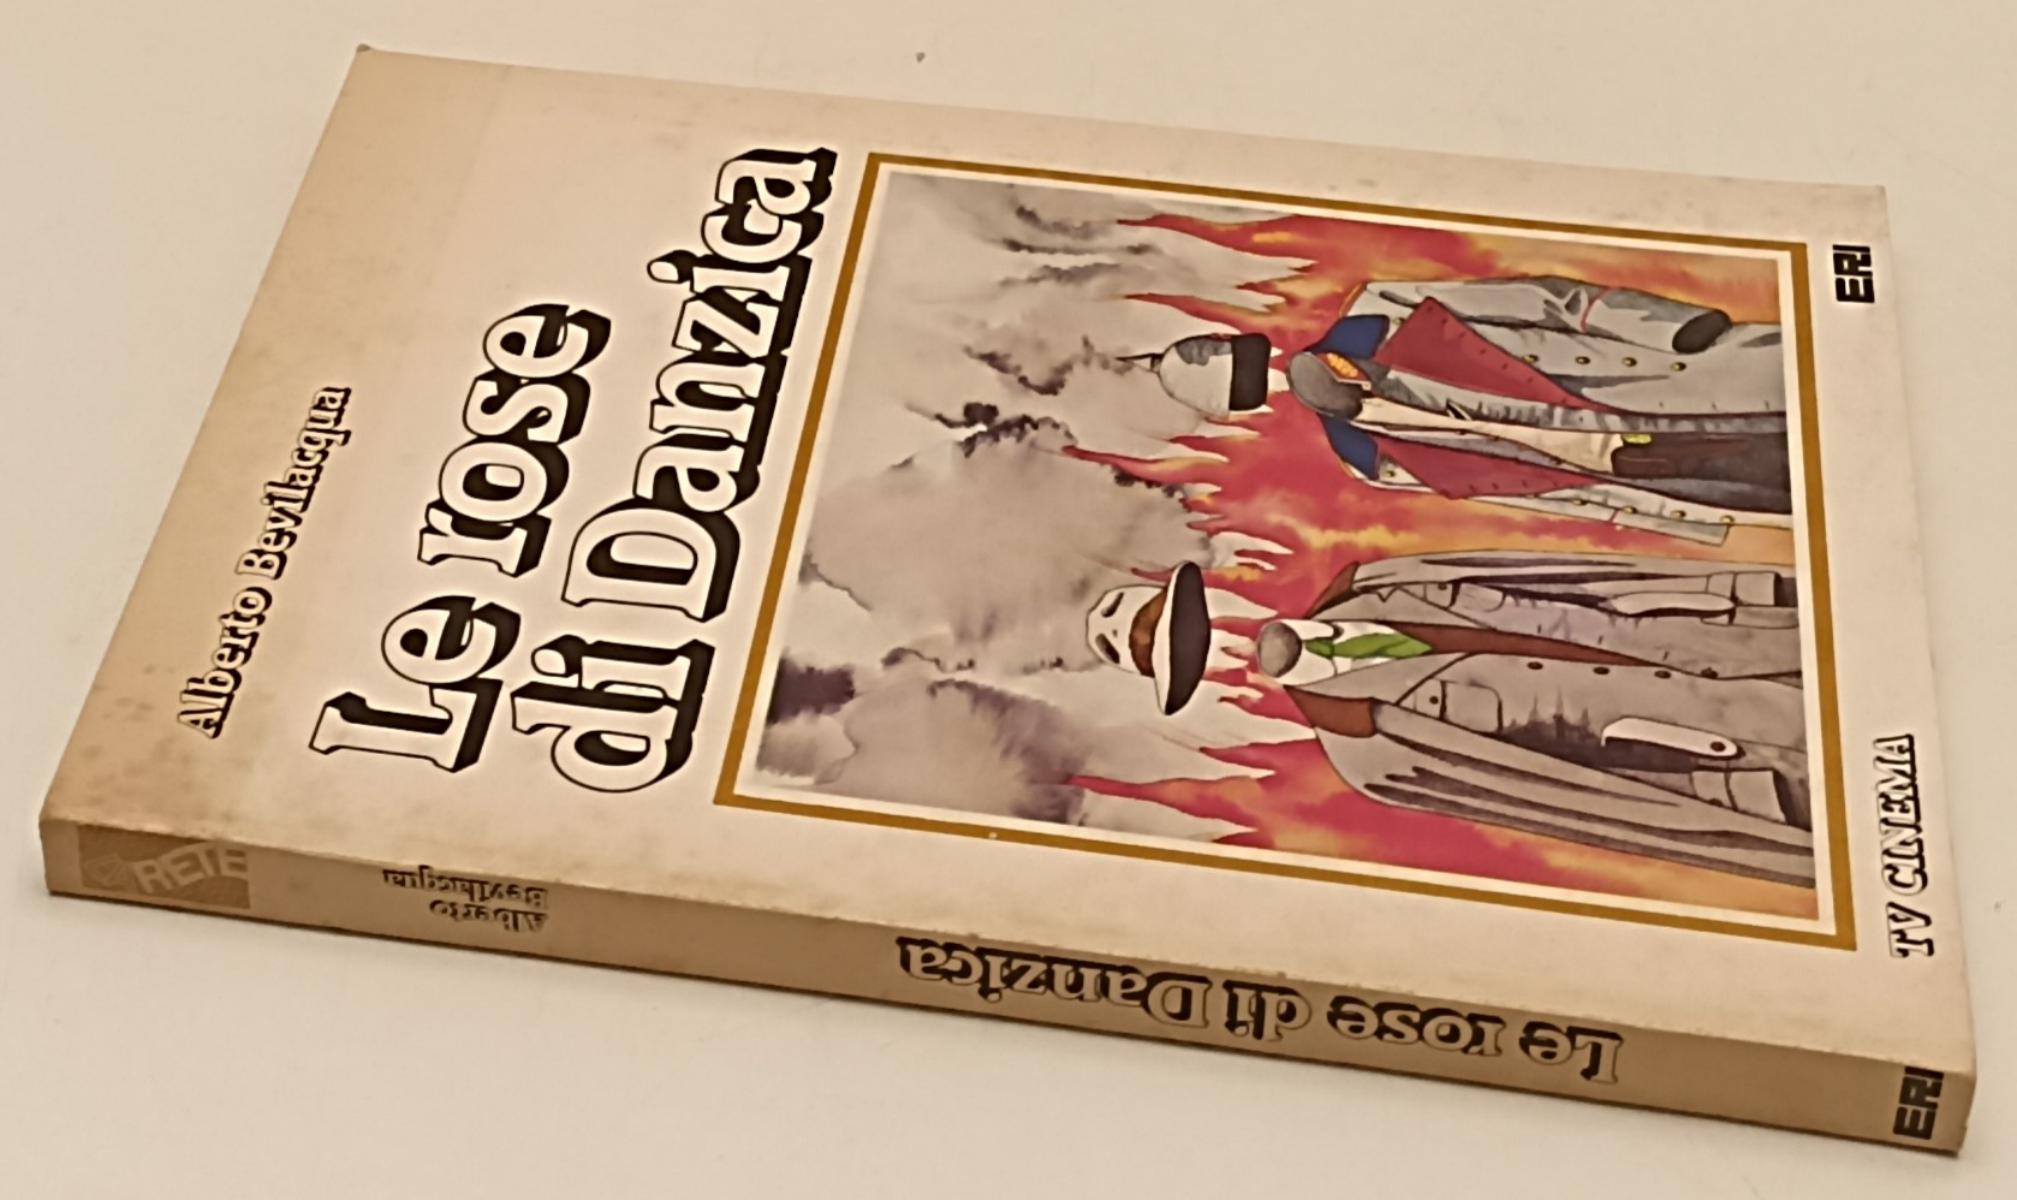 Alberto Bevilacqua
Le rose
di Danzica
ERI
TV CINEMA
RETE
Alberto
Bevilacqua
Le rose di Danzica
ERI